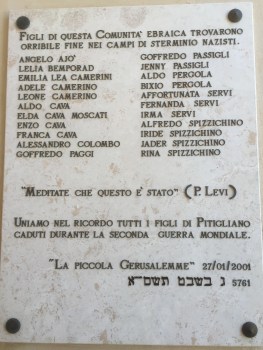 FIGLI DI QUESTA COMUNITA' EBRAICA TROVARONO
ORRIBILE FINE NEI CAMPI DI STERMINIO NAZISTI.
ANGELO AJO'
LELIA BEMPORAD
EMILIA LEA CAMERINI
ADELE CAMERINO
LEONE CAMERINO
ALDO CAVA
ELDA CAVA MOSCATI
ENZO CAVA
FRANCA CAVA
ALESSANDRO COLOMBO
GOFFREDO PAGGI
GOFFREDO PASSIGLI
JENNY PASSIGLI
ALDO PERGOLA
BIXIO PERGOLA
AFFORTUNATA SERVI
FERNANDA SERVI
IRMA SERVI
ALFREDO SPIZZICHINO
IRIDE SPIZZICHINO
JADER SPIZZICHINO
RINA SPIZZICHINO
"MEDITATE CHE QUESTO E' STATO" (P. LEVI)
UNIAMO NEL RICORDO TUTTI I FIGLI DI PITIGLIANO
CADUTI DURANTE LA SECONDA GUERRA MONDIALE.
"LA PICCOLA GERUSALEMME" 27/01/2001
ג בשבט תשס"א 5761